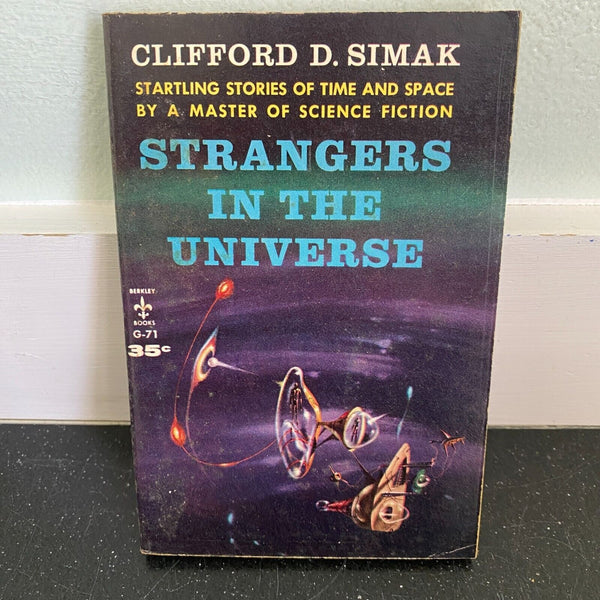 CLIFFORD D. SIMAK
STARTLING STORIES OF TIME AND SPACE
BY A MASTER OF SCIENCE FICTION
STRANGERS
IN THE
UNIVERSE
BERKLEY
BOOKS
G-71
35¢